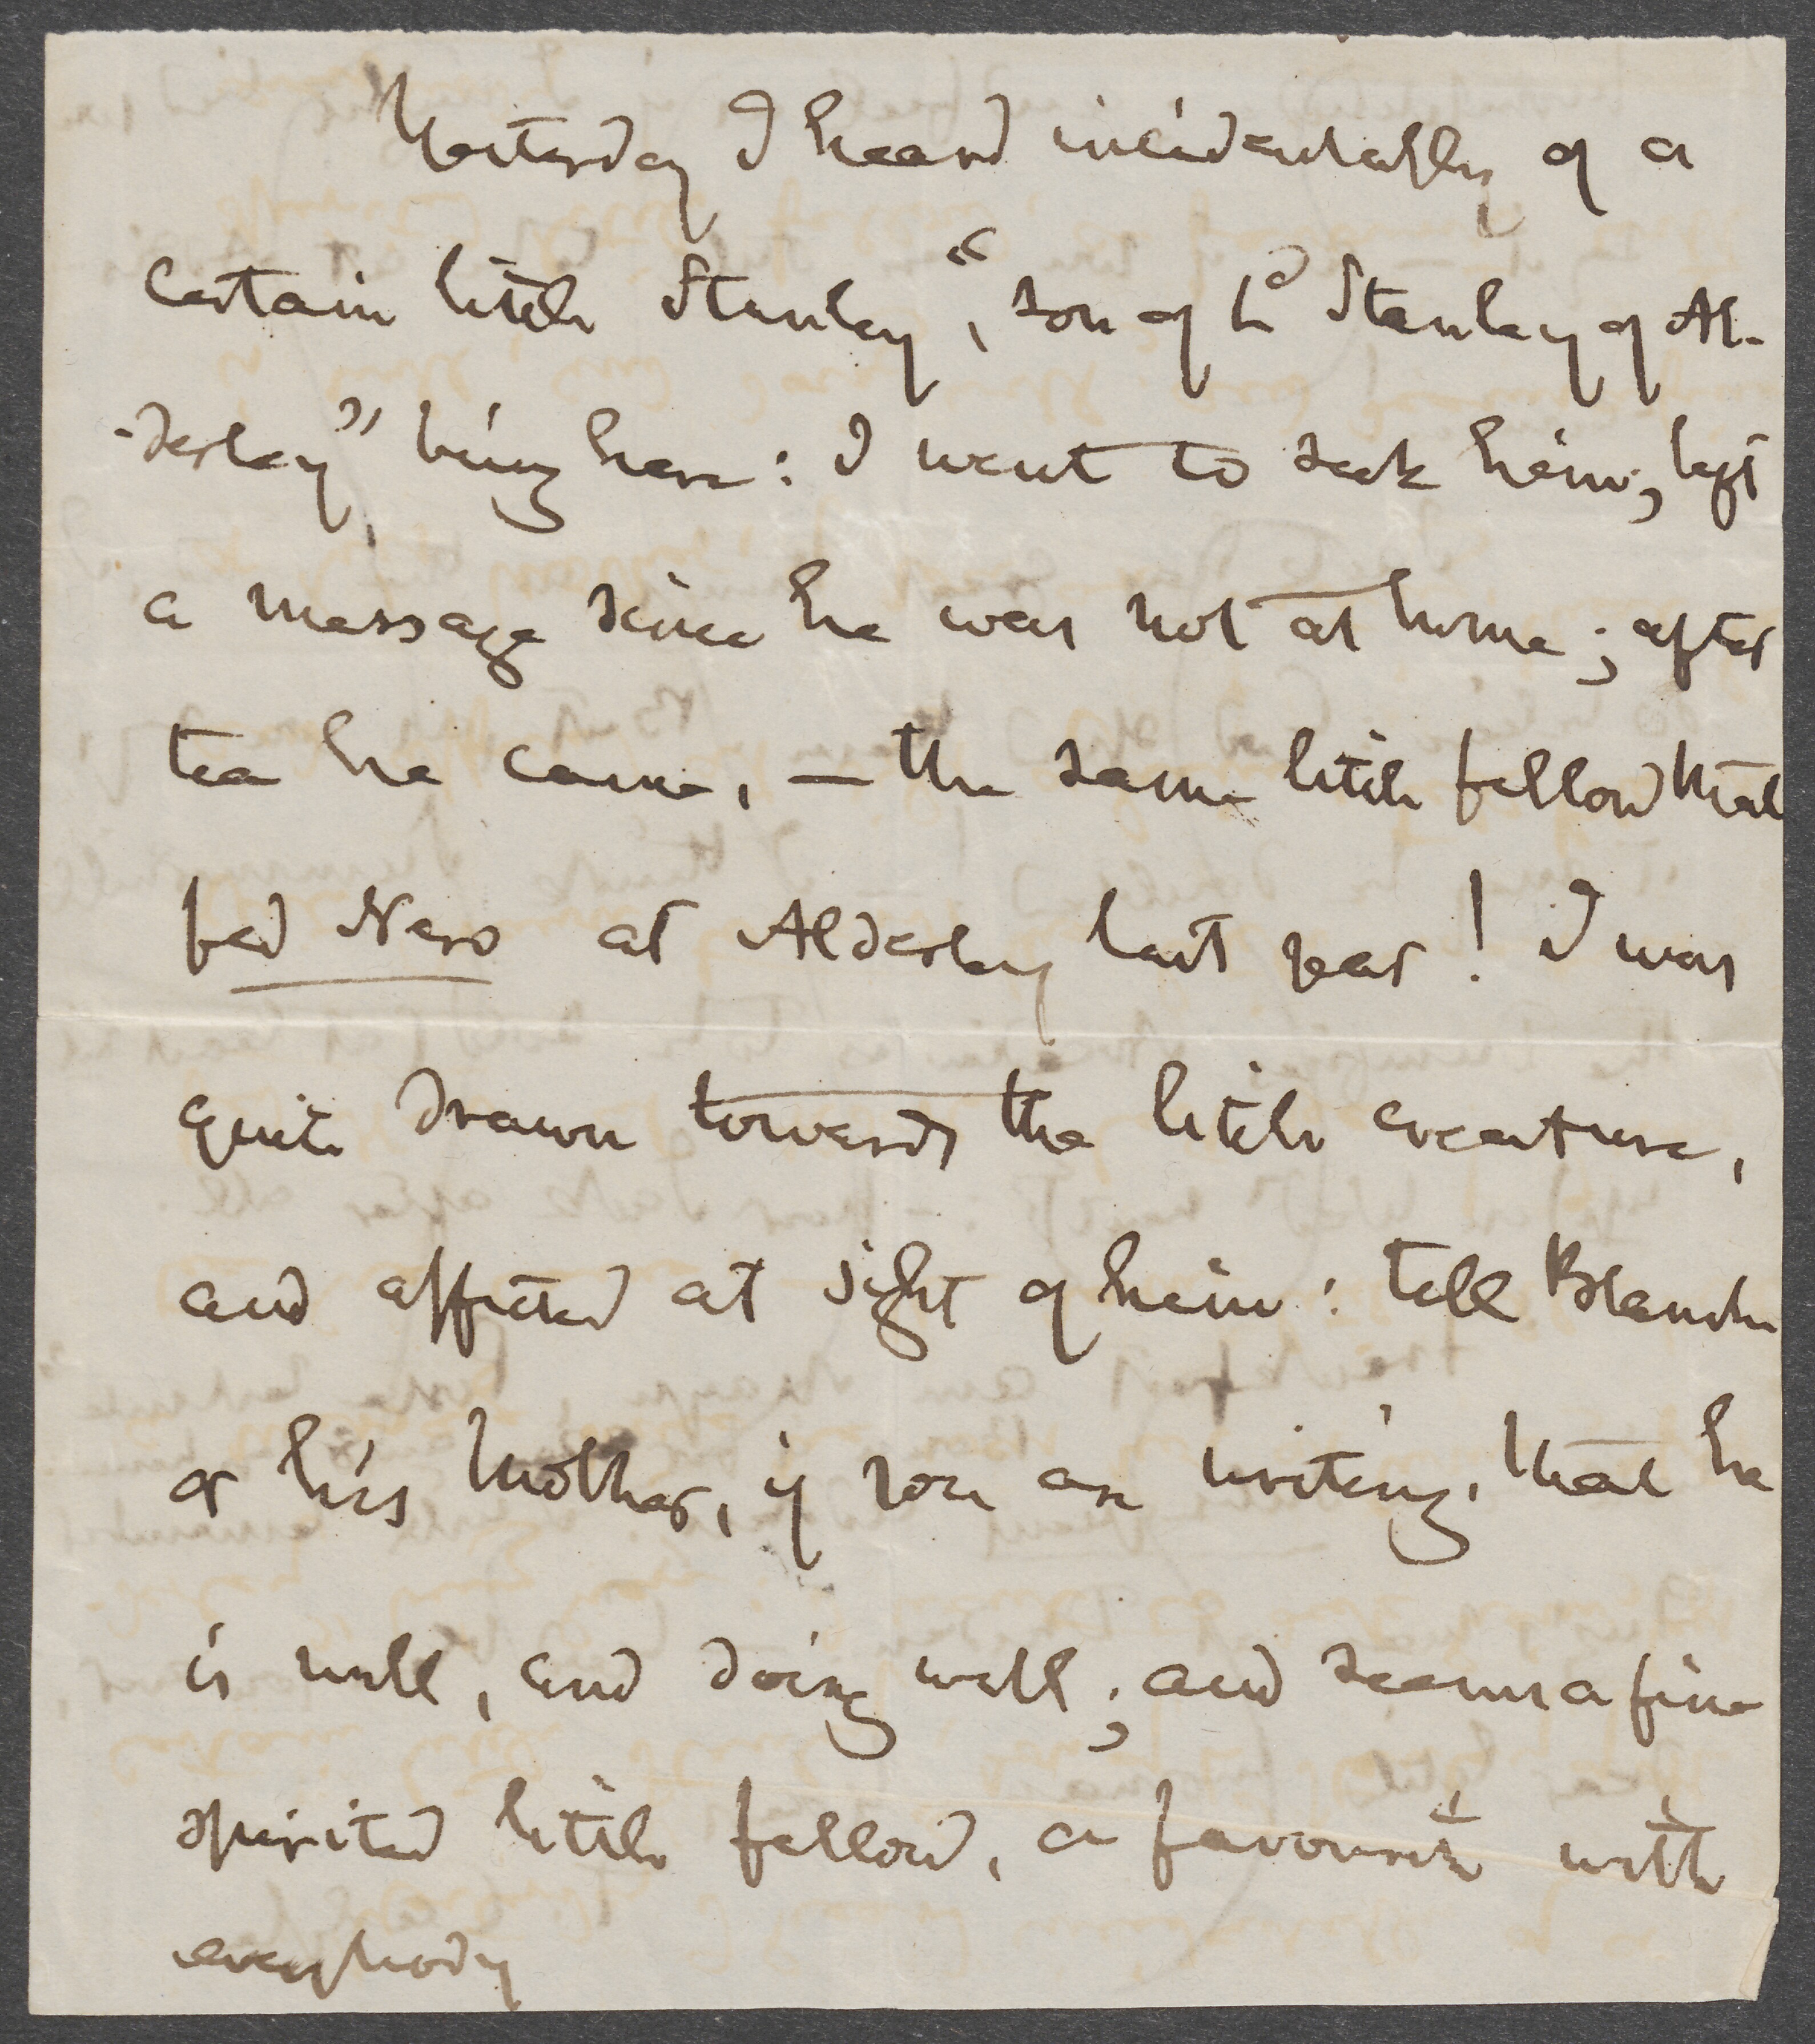 Yesterday I heard incidentally of a
certain little Stanley, "son of Ld Stanley of Al-
-derley" being here: I went to seek him; left
a message since he was not at home; after
tea he came, — the same little fellow that
fed Nero at Alderley last year! I was
quite drawn towards the little creature,
and affected at sight of him: tell Blanche
or his Mother, if you are writing, that he
is well, and doing well; and seems a fine
spirited little fellow, a favourite with
everybody